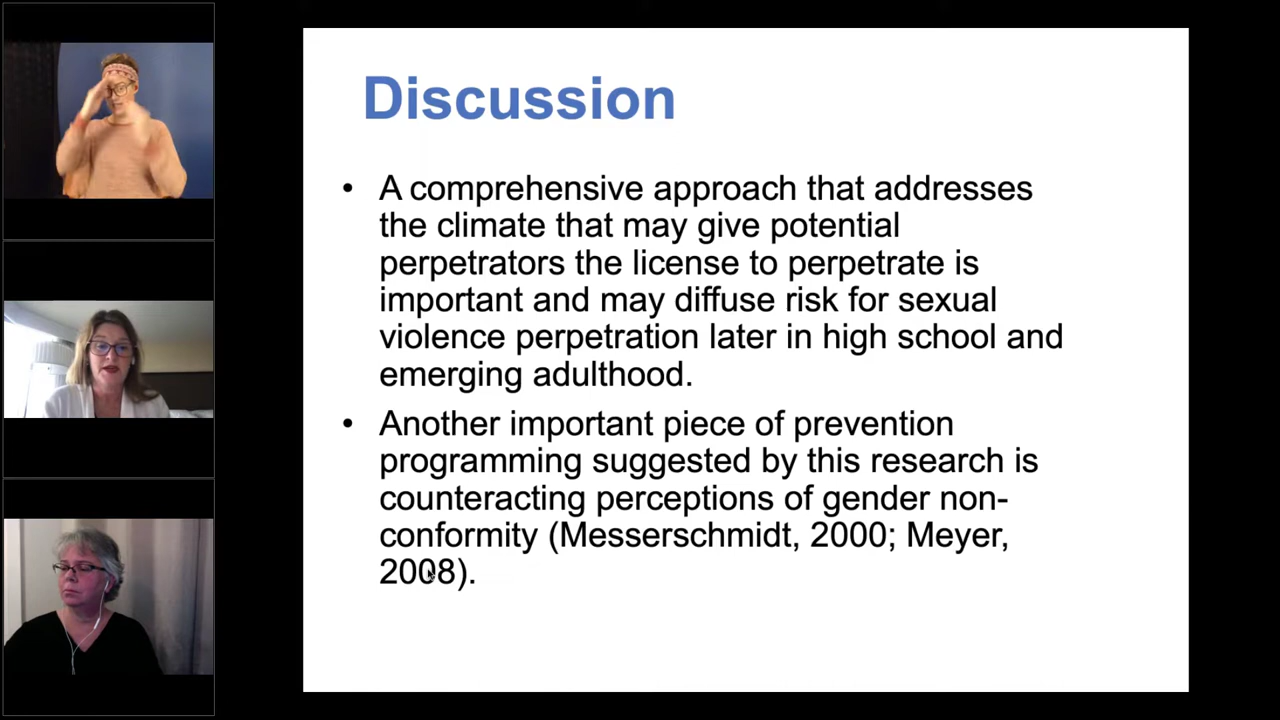 Discussion
• A comprehensive approach that addresses
the climate that may give potential
perpetrators the license to perpetrate is
important and may diffuse risk for sexual
violence perpetration later in high school and
emerging adulthood.
• Another important piece of prevention
programming suggested by this research is
counteracting perceptions of gender non-
conformity (Messerschmidt, 2000; Meyer,
2008).